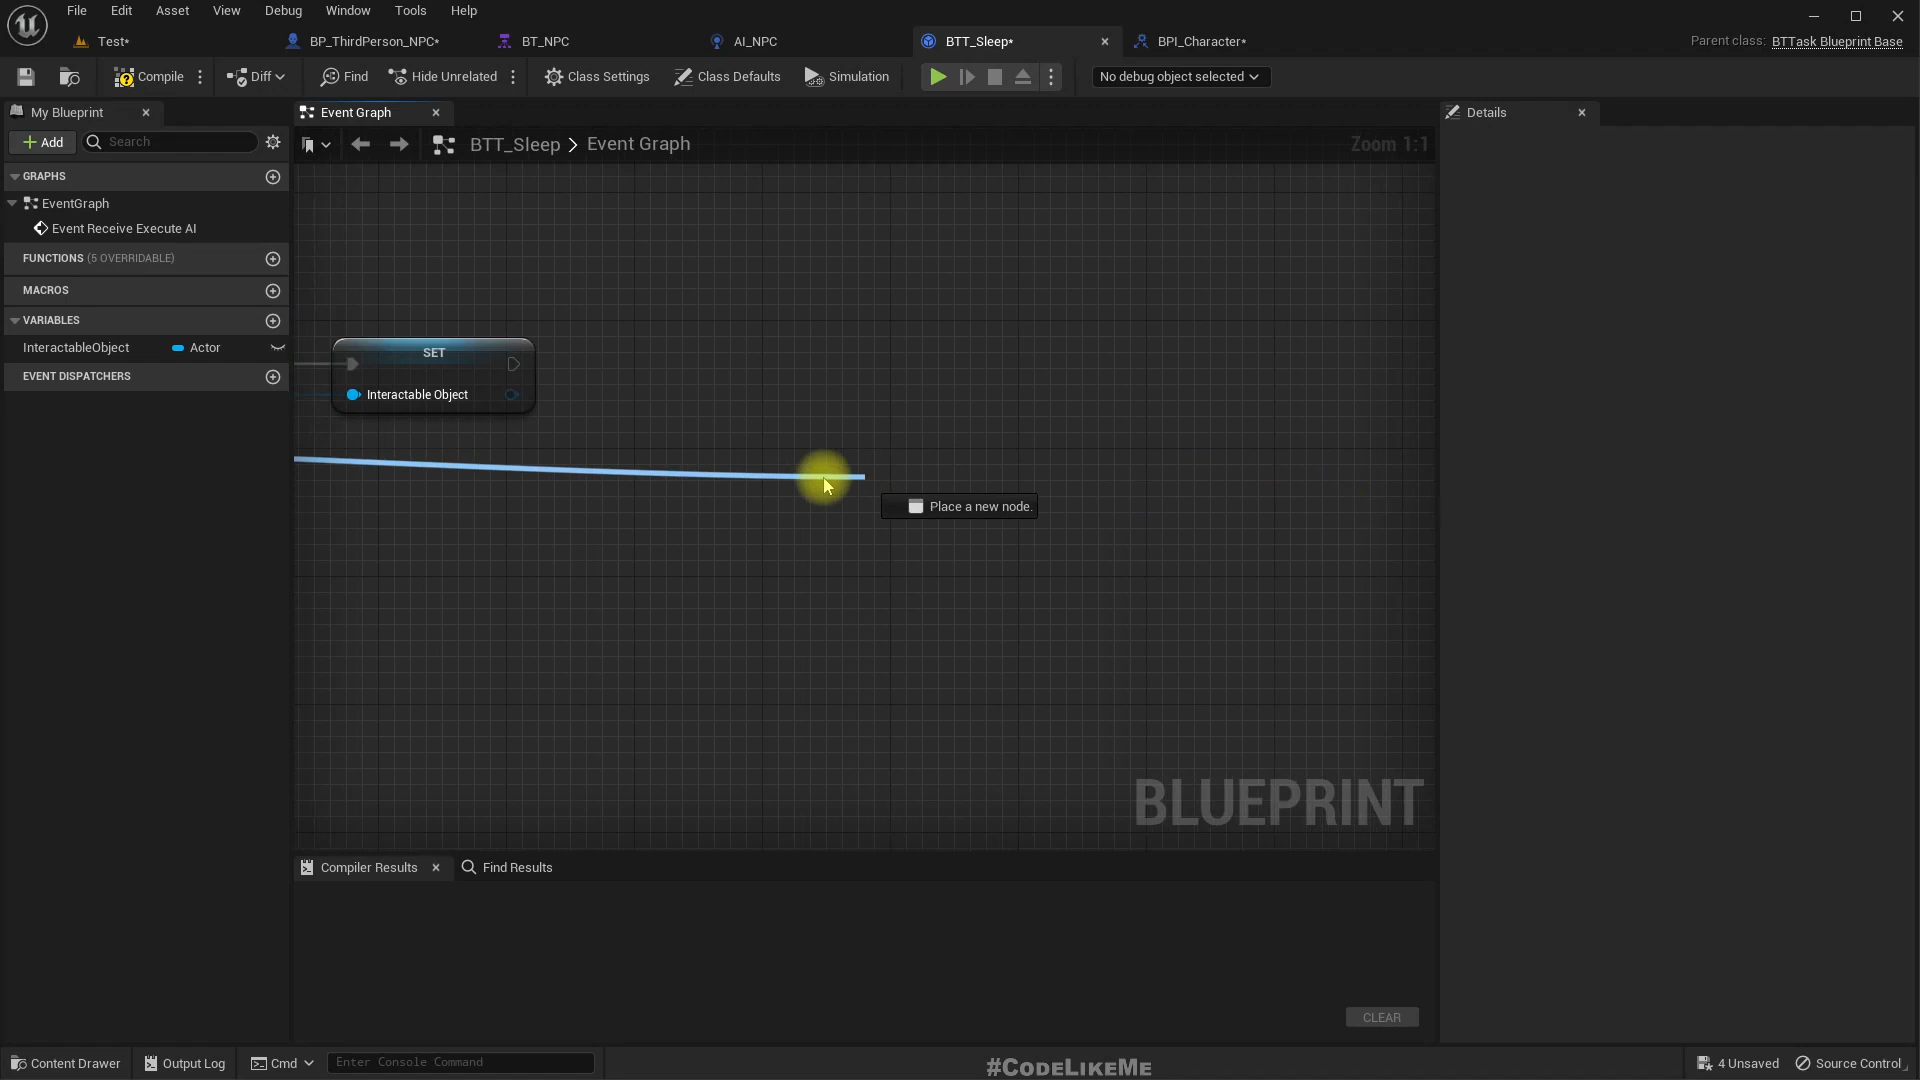 File Edit Asset View Debug Window Tools Help
Test* BP_ThirdPerson_NPC* BT_NPC AI_NPC BTT_Sleep* BPI_Character* Parent class: BTTask Blueprint Base
Compile Diff Find Hide Unrelated Class Settings Class Defaults Simulation No debug object selected
My Blueprint Event Graph Details
Add Search BTT_Sleep > Event Graph Zoom 1:1
GRAPHS
EventGraph
Event Receive Execute AI
FUNCTIONS (5 OVERRIDABLE)
MACROS
VARIABLES
InteractableObject Actor
EVENT DISPATCHERS
SET
Interactable Object
Place a new node.
BLUEPRINT
Compiler Results Find Results
CLEAR
Content Drawer Output Log Cmd Enter Console Command #CODELIKEME 4 Unsaved Source Control